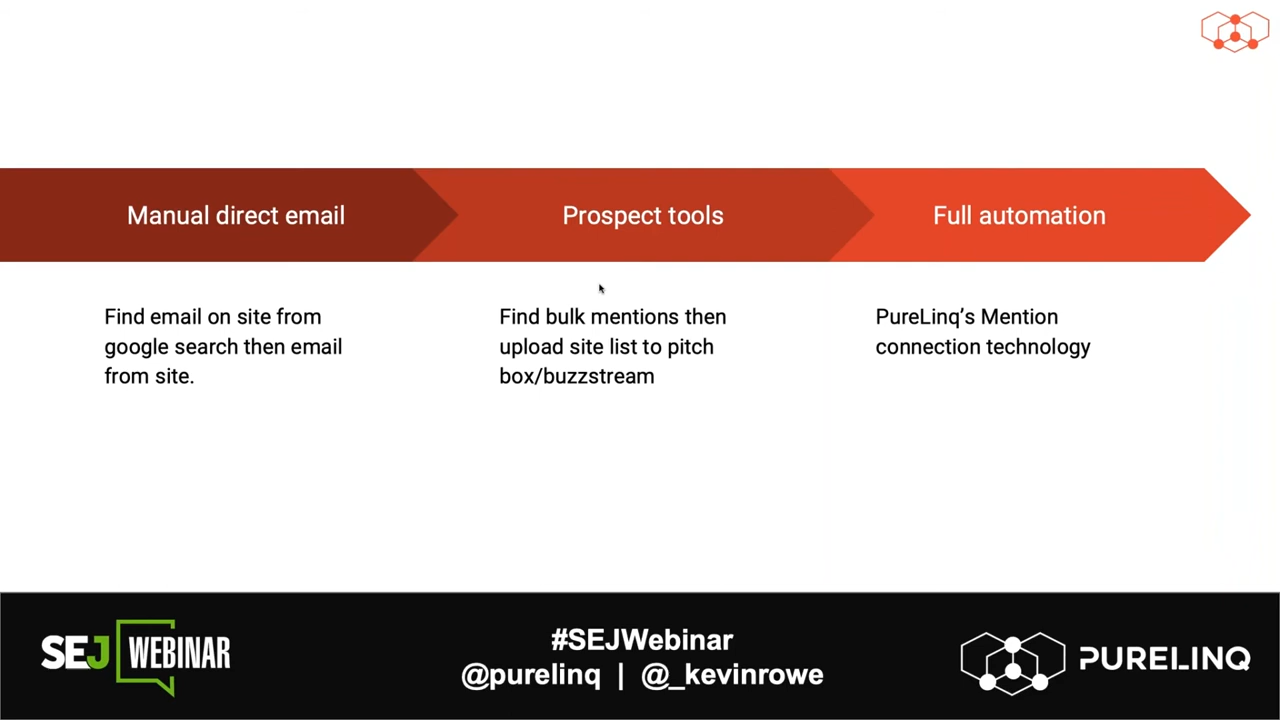 Manual direct email
Prospect tools
Full automation
Find email on site from
google search then email
from site.
Find bulk mentions then
upload site list to pitch
box/buzzstream
PureLinq’s Mention
connection technology
SEJ WEBINAR
#SEJWebinar
@purelinq | @_kevinrowe
PURELINQ